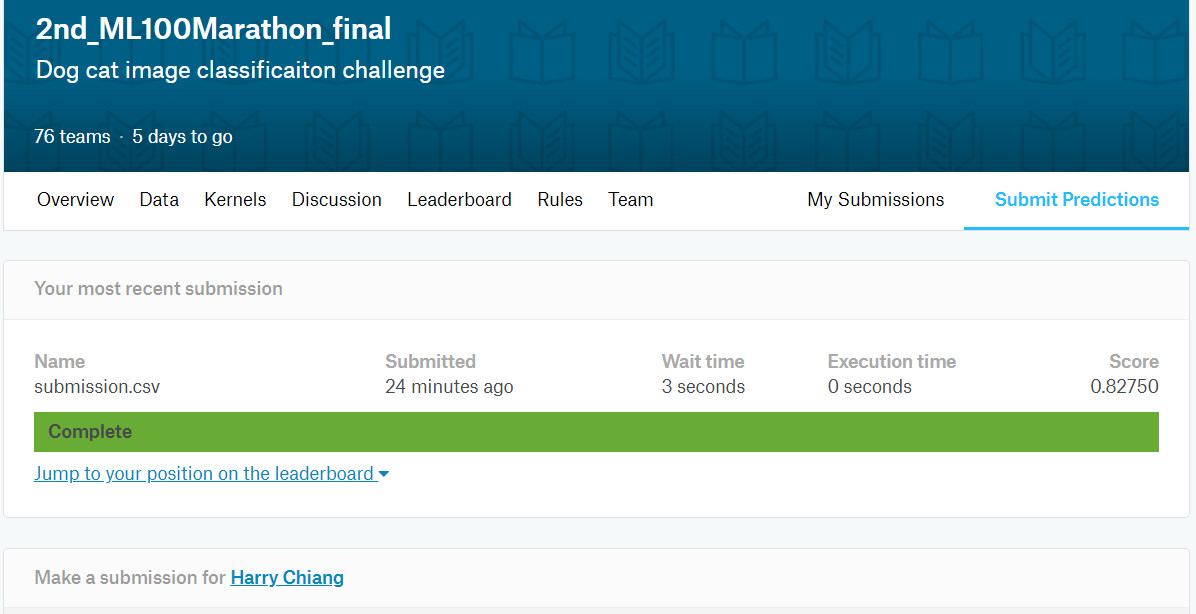 2nd_ML100Marathon_final
Dog cat image classificaiton challenge
76 teams · 5 days to go
Overview Data Kernels Discussion Leaderboard Rules Team My Submissions Submit Predictions
Your most recent submission
Name Submitted Wait time Execution time Score
submission.csv 24 minutes ago 3 seconds 0 seconds 0.82750
Complete
Jump to your position on the leaderboard
Make a submission for Harry Chiang